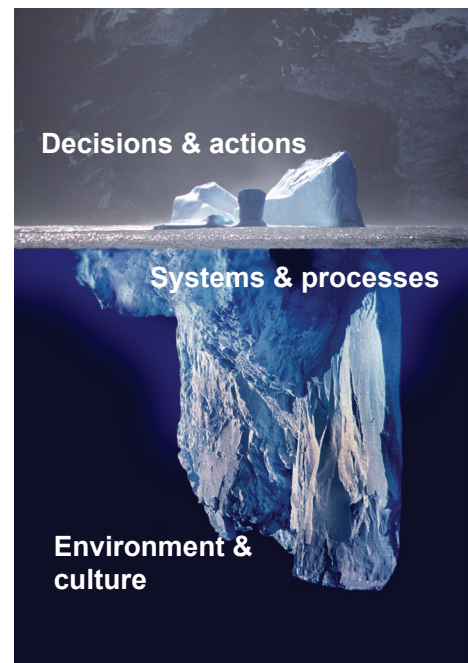 Decisions & actions
Systems & processes
Environment &
culture